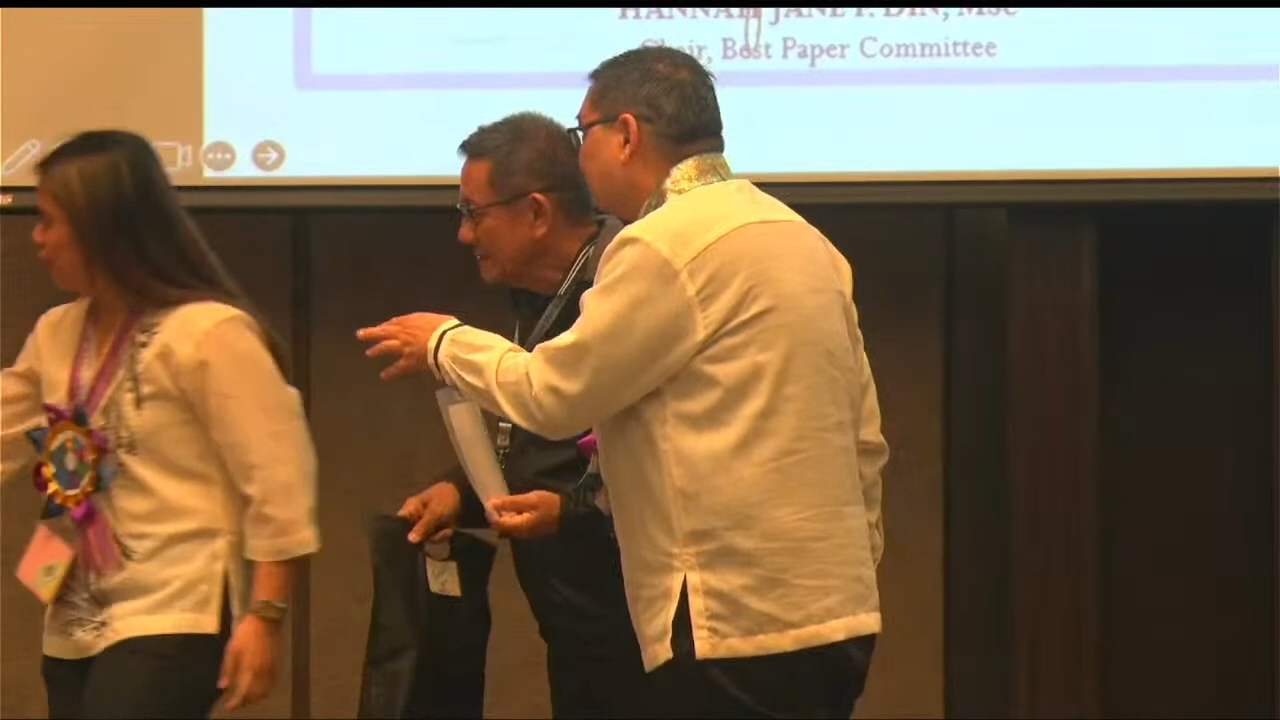 HANNAH JANE P. DIN, MSc
Chair, Best Paper Committee